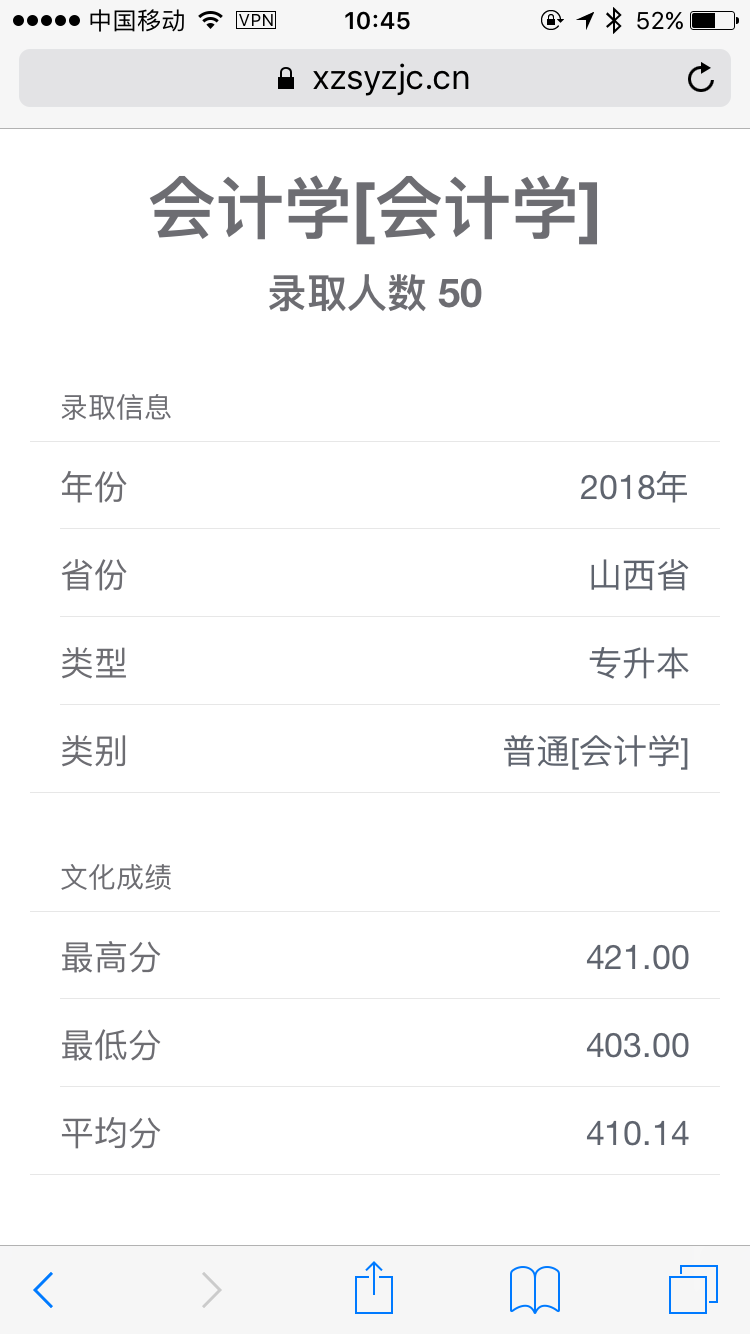 中国移动 VPN 10:45 52%
xzsyzjc.cn
会计学[会计学]
录取人数 50
录取信息
年份 2018年
省份 山西省
类型 专升本
类别 普通[会计学]
文化成绩
最高分 421.00
最低分 403.00
平均分 410.14